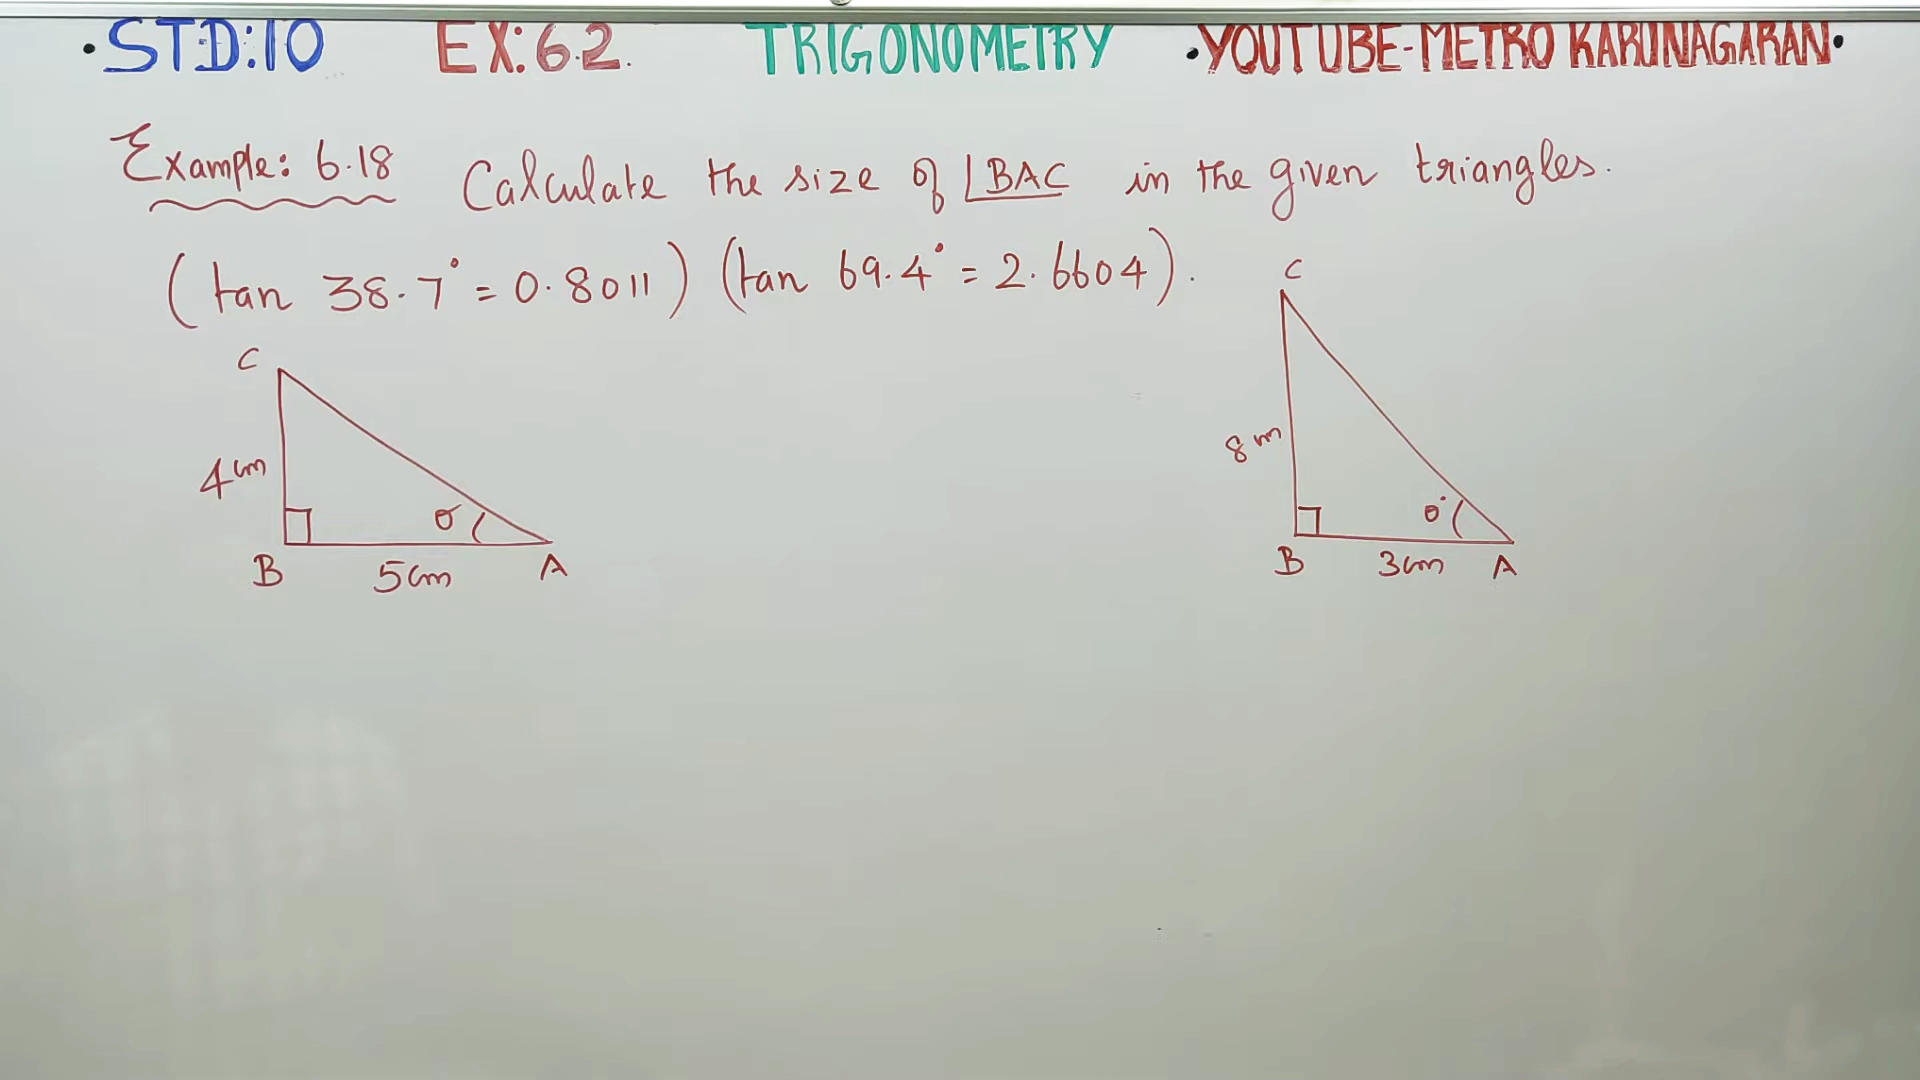 • STD:10 EX:6.2. TRIGONOMETRY • YOUTUBE-METRO KARUNAGARAN •
Example: 6.18 Calculate the size of ∠BAC in the given triangles.
(tan 38.7° = 0.8011) (tan 69.4° = 2.6604).
C
4cm
θ
B 5cm A
C
8m
θ
B 3cm A